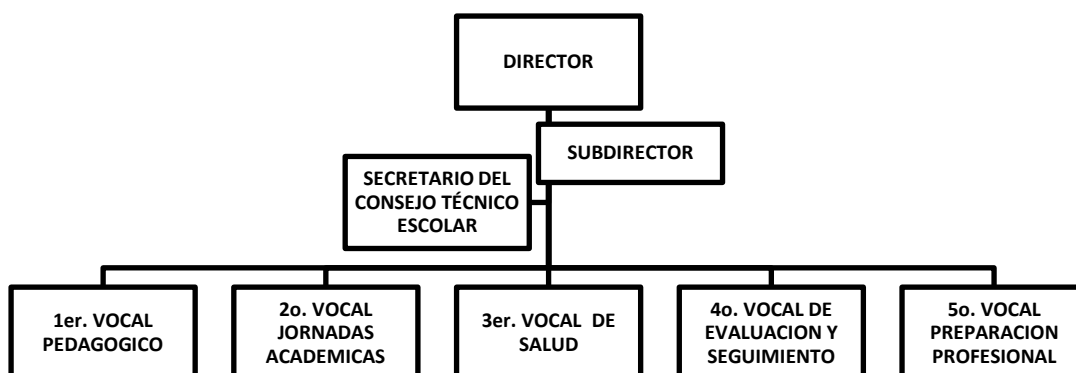 DIRECTOR
SUBDIRECTOR
SECRETARIO DEL
CONSEJO TÉCNICO
ESCOLAR
1er. VOCAL
PEDAGOGICO
2o. VOCAL
JORNADAS
ACADEMICAS
3er. VOCAL DE
SALUD
4o. VOCAL DE
EVALUACION Y
SEGUIMIENTO
5o. VOCAL
PREPARACION
PROFESIONAL